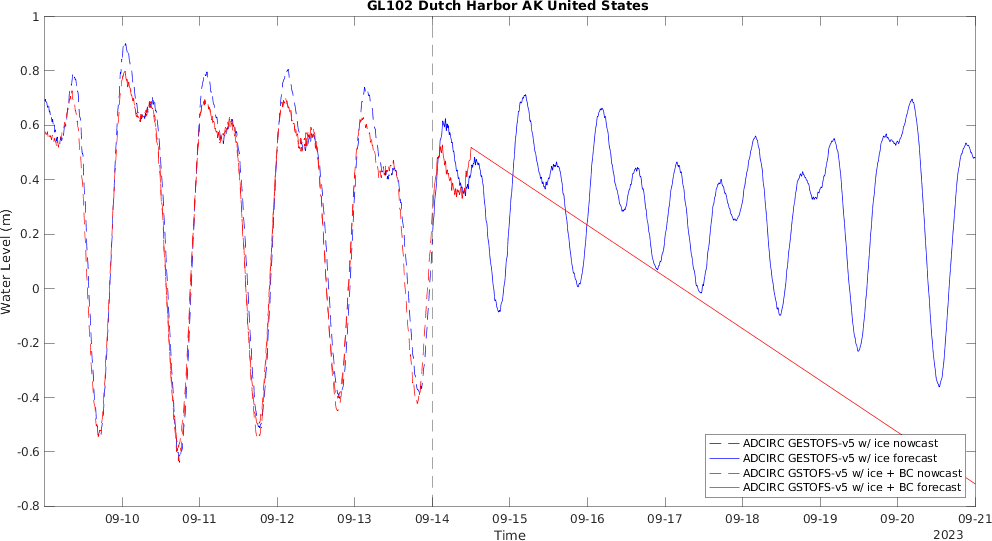 GL102 Dutch Harbor AK United States
1
0.8
0.6
0.4
0.2
0
-0.2
-0.4
-0.6
-0.8
Water Level (m)
ADCIRC GESTOFS-v5 w/ ice nowcast
ADCIRC GESTOFS-v5 w/ ice forecast
ADCIRC GSTOFS-v5 w/ ice + BC nowcast
ADCIRC GSTOFS-v5 w/ ice + BC forecast
09-10 09-11 09-12 09-13 09-14 09-15 09-16 09-17 09-18 09-19 09-20 09-21
Time
2023